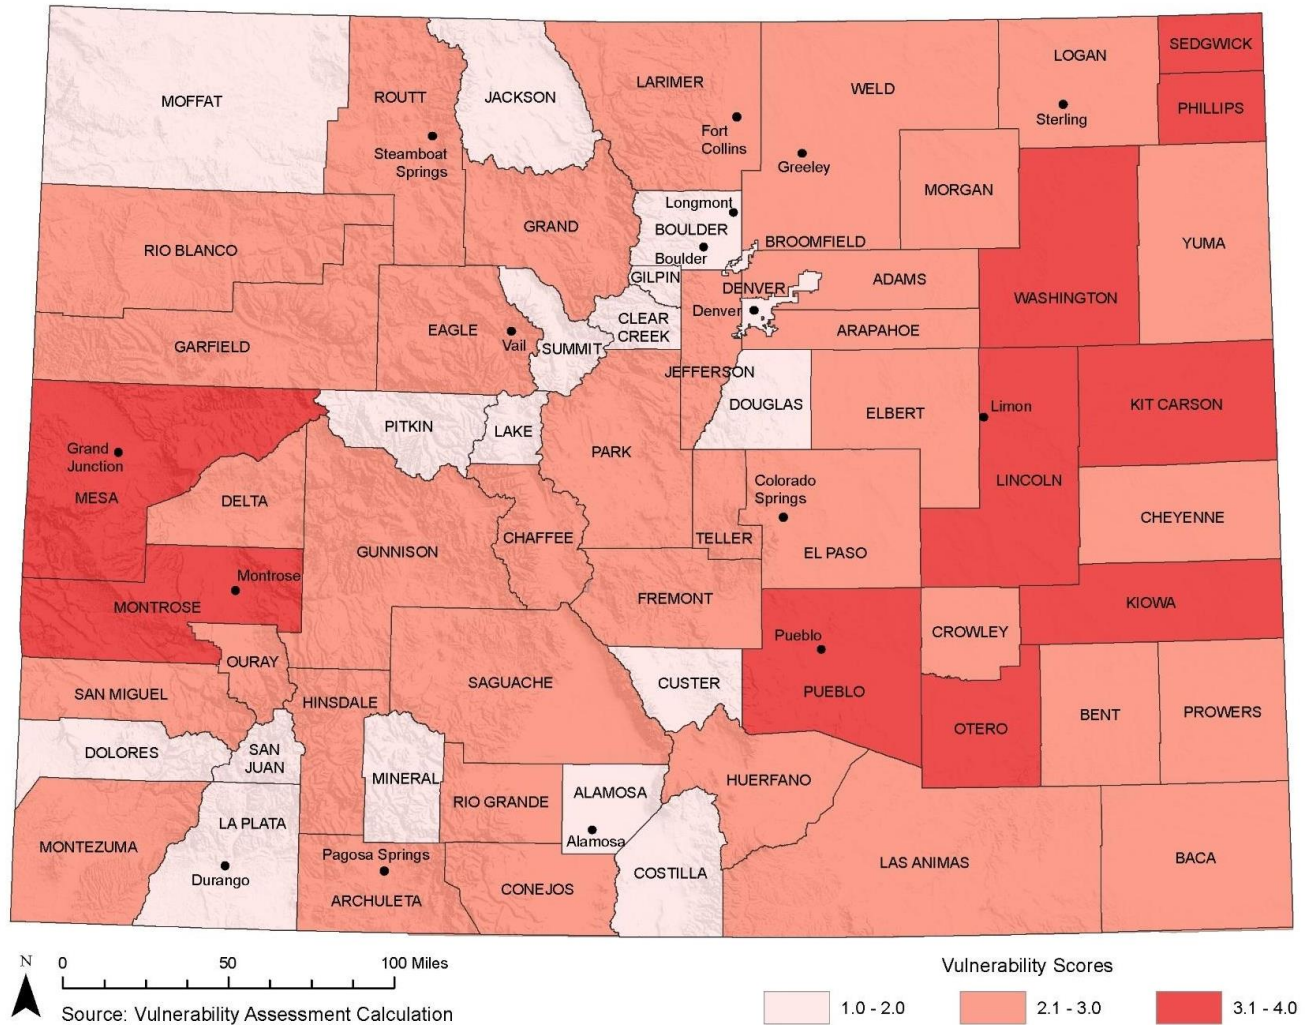 MOFFAT
ROUTT
JACKSON
LARIMER
WELD
LOGAN
SEDGWICK
PHILLIPS
Steamboat
Springs
Fort
Collins
Greeley
Sterling
MORGAN
RIO BLANCO
GRAND
Longmont
BOULDER
Boulder
BROOMFIELD
YUMA
GILPIN
DENVER
ADAMS
WASHINGTON
Denver
CLEAR
CREEK
ARAPAHOE
GARFIELD
EAGLE
Vail
SUMMIT
JEFFERSON
DOUGLAS
ELBERT
Limon
KIT CARSON
PITKIN
LAKE
PARK
Grand
Junction
MESA
DELTA
Colorado
Springs
LINCOLN
CHEYENNE
GUNNISON
CHAFFEE
TELLER
EL PASO
Montrose
MONTROSE
FREMONT
KIOWA
CROWLEY
Pueblo
PUEBLO
OURAY
SAN MIGUEL
HINSDALE
SAGUACHE
CUSTER
OTERO
BENT
PROWERS
DOLORES
SAN
JUAN
MINERAL
RIO GRANDE
ALAMOSA
Alamosa
HUERFANO
LA PLATA
Durango
MONTEZUMA
Pagosa Springs
ARCHULETA
CONEJOS
COSTILLA
LAS ANIMAS
BACA
N
0 50 100 Miles
Source: Vulnerability Assessment Calculation
Vulnerability Scores
1.0 - 2.0 2.1 - 3.0 3.1 - 4.0